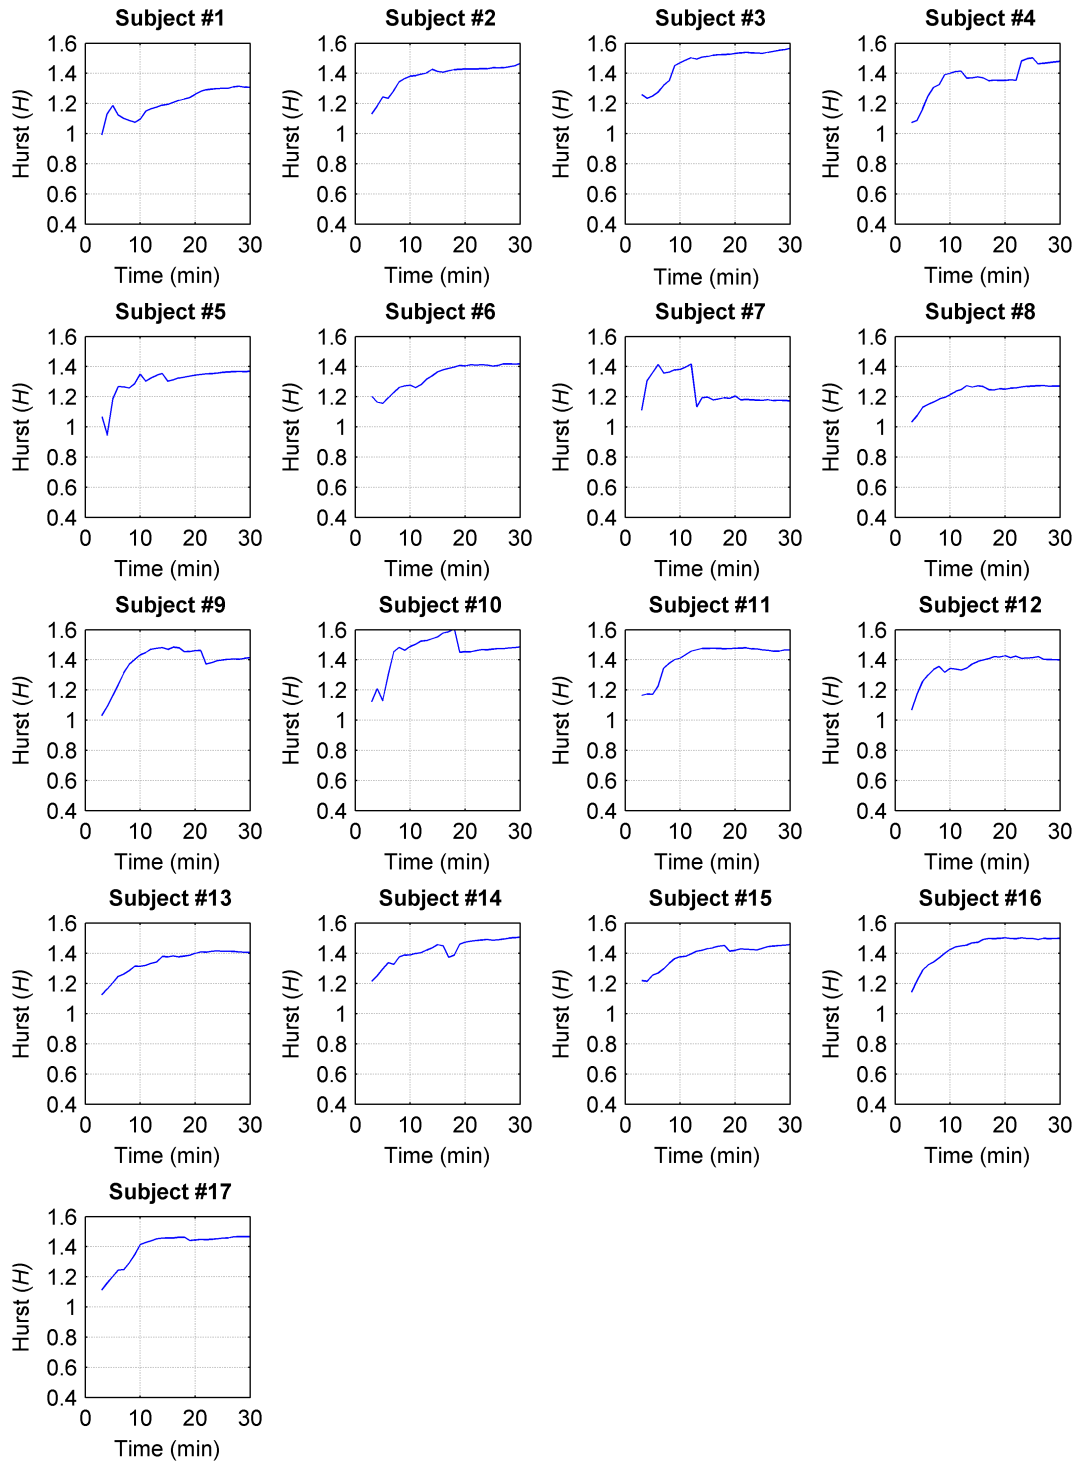 Subject #1
Subject #2
Subject #3
Subject #4
1.6
1.4
1.2
1
0.8
0.6
0.4
Hurst (H)
0 10 20 30
Time (min)
1.6
1.4
1.2
1
0.8
0.6
0.4
Hurst (H)
0 10 20 30
Time (min)
1.6
1.4
1.2
1
0.8
0.6
0.4
Hurst (H)
0 10 20 30
Time (min)
1.6
1.4
1.2
1
0.8
0.6
0.4
Hurst (H)
0 10 20 30
Time (min)
Subject #5
Subject #6
Subject #7
Subject #8
1.6
1.4
1.2
1
0.8
0.6
0.4
Hurst (H)
0 10 20 30
Time (min)
1.6
1.4
1.2
1
0.8
0.6
0.4
Hurst (H)
0 10 20 30
Time (min)
1.6
1.4
1.2
1
0.8
0.6
0.4
Hurst (H)
0 10 20 30
Time (min)
1.6
1.4
1.2
1
0.8
0.6
0.4
Hurst (H)
0 10 20 30
Time (min)
Subject #9
Subject #10
Subject #11
Subject #12
1.6
1.4
1.2
1
0.8
0.6
0.4
Hurst (H)
0 10 20 30
Time (min)
1.6
1.4
1.2
1
0.8
0.6
0.4
Hurst (H)
0 10 20 30
Time (min)
1.6
1.4
1.2
1
0.8
0.6
0.4
Hurst (H)
0 10 20 30
Time (min)
1.6
1.4
1.2
1
0.8
0.6
0.4
Hurst (H)
0 10 20 30
Time (min)
Subject #13
Subject #14
Subject #15
Subject #16
1.6
1.4
1.2
1
0.8
0.6
0.4
Hurst (H)
0 10 20 30
Time (min)
1.6
1.4
1.2
1
0.8
0.6
0.4
Hurst (H)
0 10 20 30
Time (min)
1.6
1.4
1.2
1
0.8
0.6
0.4
Hurst (H)
0 10 20 30
Time (min)
1.6
1.4
1.2
1
0.8
0.6
0.4
Hurst (H)
0 10 20 30
Time (min)
Subject #17
1.6
1.4
1.2
1
0.8
0.6
0.4
Hurst (H)
0 10 20 30
Time (min)